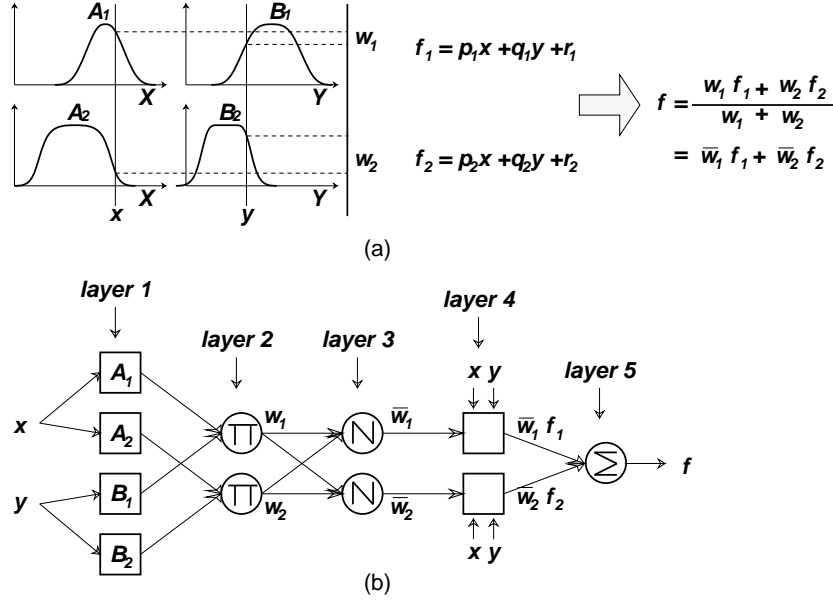 A₁ B₁
w₁ f₁ = p₁x + q₁y + r₁
X Y
f = w₁ f₁ + w₂ f₂
w₁ + w₂
= w̅₁ f₁ + w̅₂ f₂
A₂ B₂
w₂ f₂ = p₂x + q₂y + r₂
X Y
x y
(a)
layer 1
layer 2
layer 3
layer 4
layer 5
x
y
A₁
A₂
B₁
B₂
Π w₁
Π w₂
N w̅₁
N w̅₂
x y
w̅₁ f₁
w̅₂ f₂
x y
Σ f
(b)